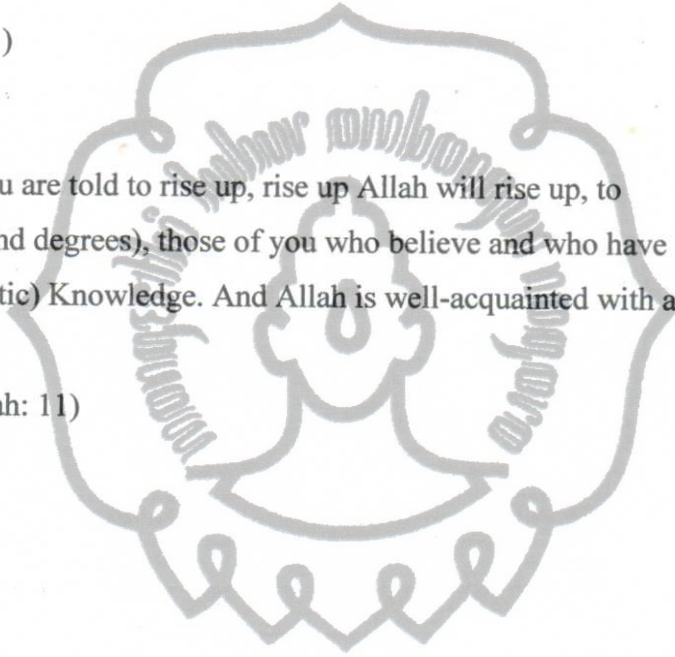 )
u are told to rise up, rise up Allah will rise up, to
nd degrees), those of you who believe and who have
tic) Knowledge. And Allah is well-acquainted with a
ah: 11)